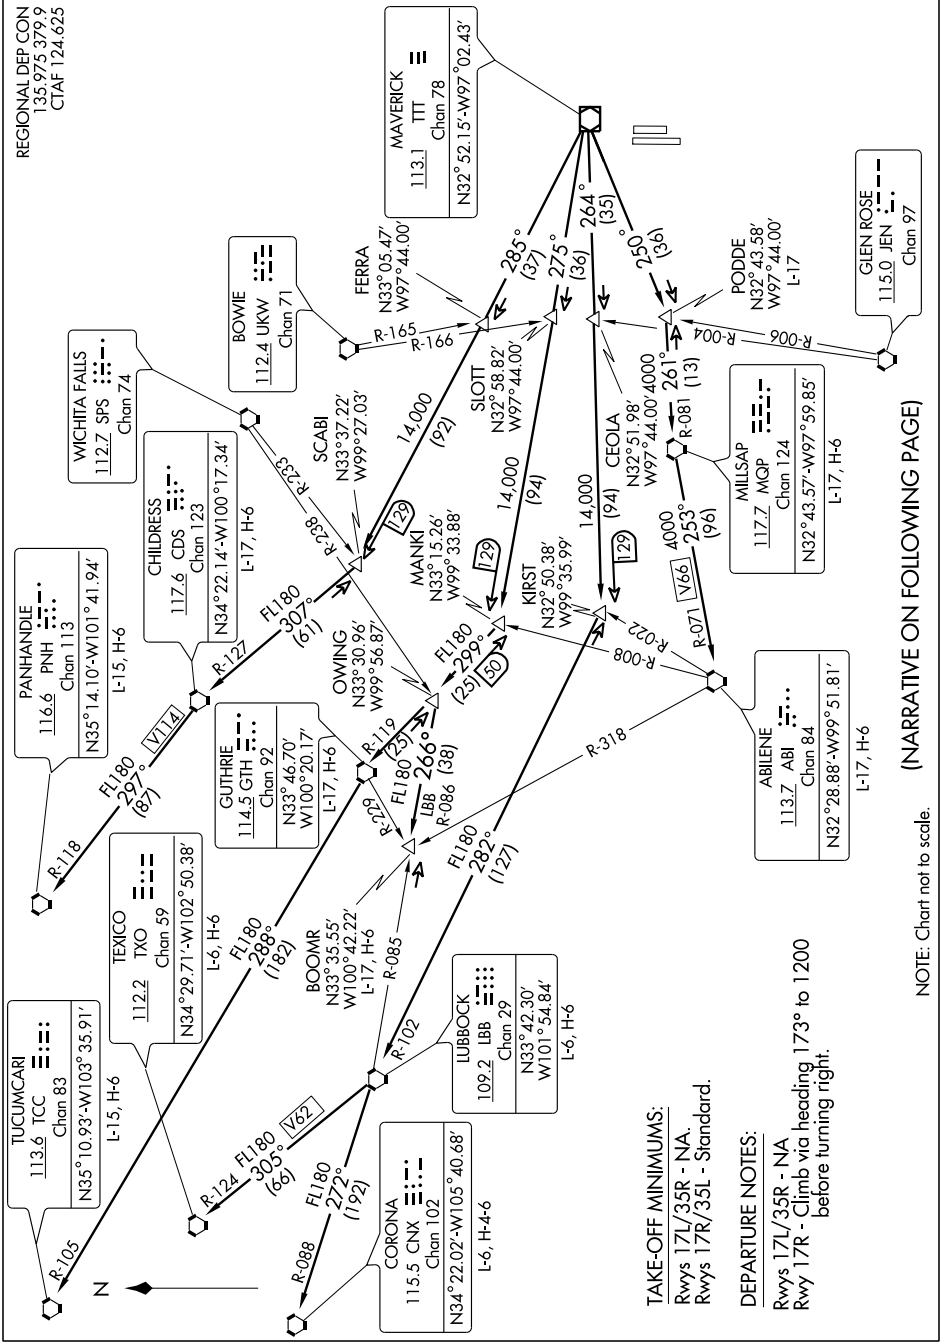 REGIONAL DEP CON
135.975 379.9
CTAF 124.625
TUCUMCARI
113.6 TCC
Chan 83
N35°10.93'-W103°35.91'
L-15, H-6
R-105
N
TEXICO
112.2 TXO
Chan 59
N34°29.71'-W102°50.38'
L-6, H-6
R-124
FL180
305°
(66)
V62
PANHANDLE
116.6 PNH
Chan 113
N35°14.10'-W101°41.94'
L-15, H-6
R-118
FL180
297°
(87)
V114
CHILDRESS
117.6 CDS
Chan 123
N34°22.14'-W100°17.34'
L-17, H-6
R-127
FL180
307°
(61)
WICHITA FALLS
112.7 SPS
Chan 74
R-233
R-238
BOWIE
112.4 UKW
Chan 71
R-165
R-166
MAVERICK
113.1 TTT
Chan 78
N32°52.15'-W97°02.43'
FERRA
N33°05.47'
W97°44.00'
285°
(37)
275°
(36)
264°
(35)
250°
(36)
SCABI
N33°37.22'
W99°27.03'
14,000
(92)
129
SLOTT
N32°58.82'
W97°44.00'
14,000
(94)
129
MANKI
N33°15.26'
W99°33.88'
CEOLA
N32°51.98'
W97°44.00'
14,000
(94)
129
KIRST
N32°50.38'
W99°35.99'
PODDE
N32°43.58'
W97°44.00'
L-17
4000
261°
(13)
R-081
GLEN ROSE
115.0 JEN
Chan 97
R-004
R-006
MILLSAP
117.7 MQP
Chan 124
N32°43.57'-W97°59.85'
L-17, H-6
4000
253°
(96)
V66
R-071
R-022
R-008
R-318
ABILENE
113.7 ABI
Chan 84
N32°28.88'-W99°51.81'
L-17, H-6
OWING
N33°30.96'
W99°56.87'
FL180
299°
(25)
50
GUTHRIE
114.5 GTH
Chan 92
N33°46.70'
W100°20.17'
L-17, H-6
R-119
(25)
R-229
FL180
266°
(38)
LBB
R-086
BOOMR
N33°35.55'
W100°42.22'
L-17, H-6
R-085
FL180
288°
(182)
FL180
282°
(127)
R-102
LUBBOCK
109.2 LBB
Chan 29
N33°42.30'
W101°54.84'
L-6, H-6
FL180
272°
(192)
R-088
CORONA
115.5 CNX
Chan 102
N34°22.02'-W105°40.68'
L-6, H-4-6
TAKE-OFF MINIMUMS:
Rwys 17L/35R - NA.
Rwys 17R/35L - Standard.
DEPARTURE NOTES:
Rwys 17L/35R - NA
Rwy 17R - Climb via heading 173° to 1200
before turning right.
(NARRATIVE ON FOLLOWING PAGE)
NOTE: Chart not to scale.